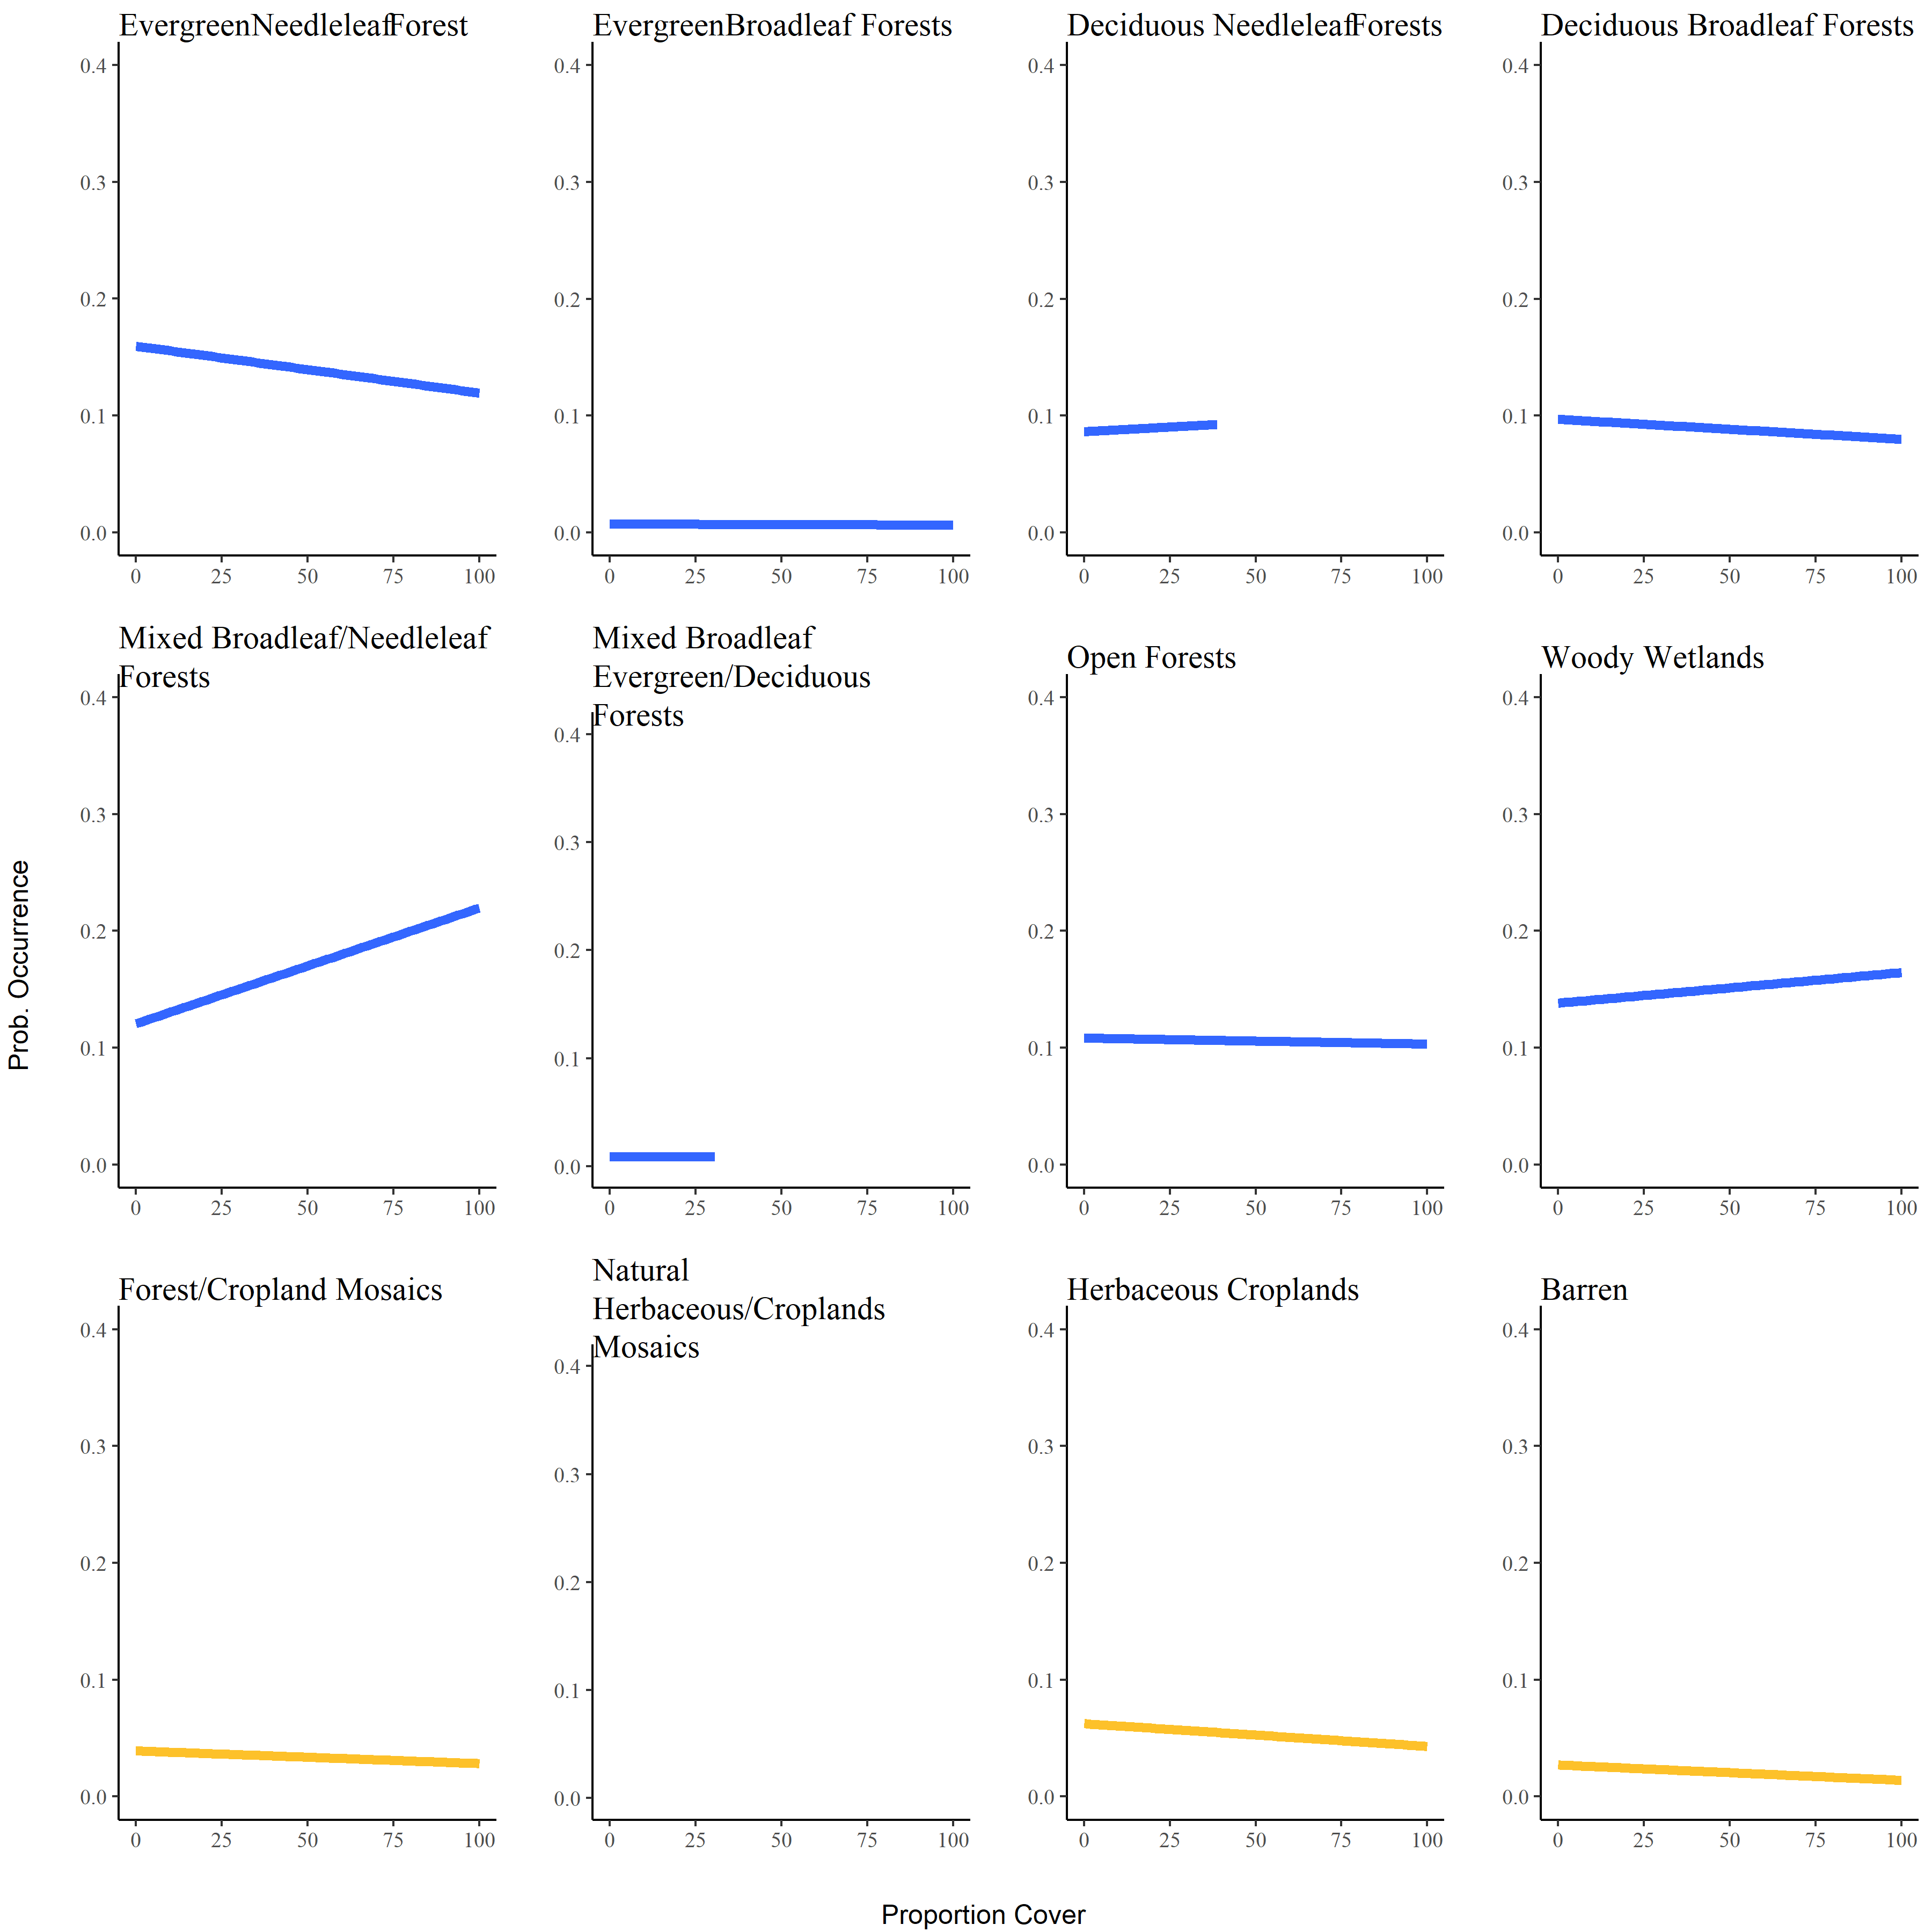 EvergreenNeedleleafForest
EvergreenBroadleaf Forests
Deciduous NeedleleafForests
Deciduous Broadleaf Forests
0.4
0.3
0.2
0.1
0.0
0 25 50 75 100
0.4
0.3
0.2
0.1
0.0
0 25 50 75 100
0.4
0.3
0.2
0.1
0.0
0 25 50 75 100
0.4
0.3
0.2
0.1
0.0
0 25 50 75 100
Prob. Occurrence
Mixed Broadleaf/Needleleaf
Forests
0.4
0.3
0.2
0.1
0.0
0 25 50 75 100
Mixed Broadleaf
Evergreen/Deciduous
Forests
0.4
0.3
0.2
0.1
0.0
0 25 50 75 100
Open Forests
0.4
0.3
0.2
0.1
0.0
0 25 50 75 100
Woody Wetlands
0.4
0.3
0.2
0.1
0.0
0 25 50 75 100
Forest/Cropland Mosaics
0.4
0.3
0.2
0.1
0.0
0 25 50 75 100
Natural
Herbaceous/Croplands
Mosaics
0.4
0.3
0.2
0.1
0.0
0 25 50 75 100
Herbaceous Croplands
0.4
0.3
0.2
0.1
0.0
0 25 50 75 100
Barren
0.4
0.3
0.2
0.1
0.0
0 25 50 75 100
Proportion Cover